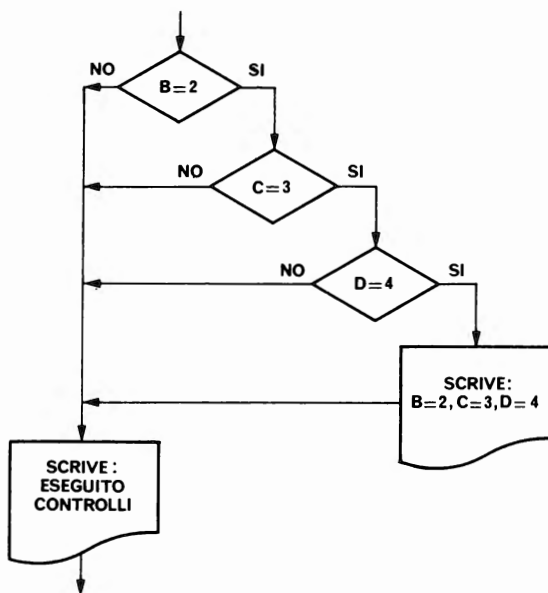 NO
SI
B=2
NO
SI
C=3
NO
SI
D=4
SCRIVE:
B=2, C=3, D=4
SCRIVE:
ESEGUITO
CONTROLLI